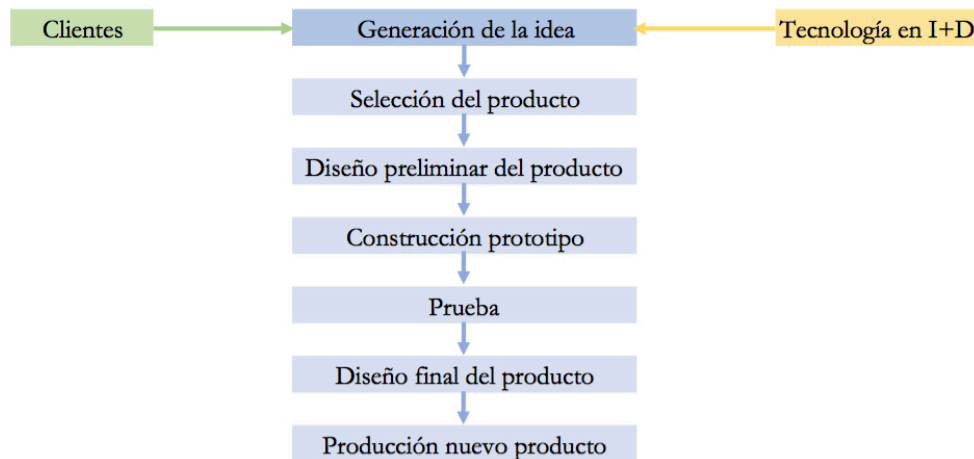 Clientes
Generación de la idea
Tecnología en I+D
Selección del producto
Diseño preliminar del producto
Construcción prototipo
Prueba
Diseño final del producto
Producción nuevo producto